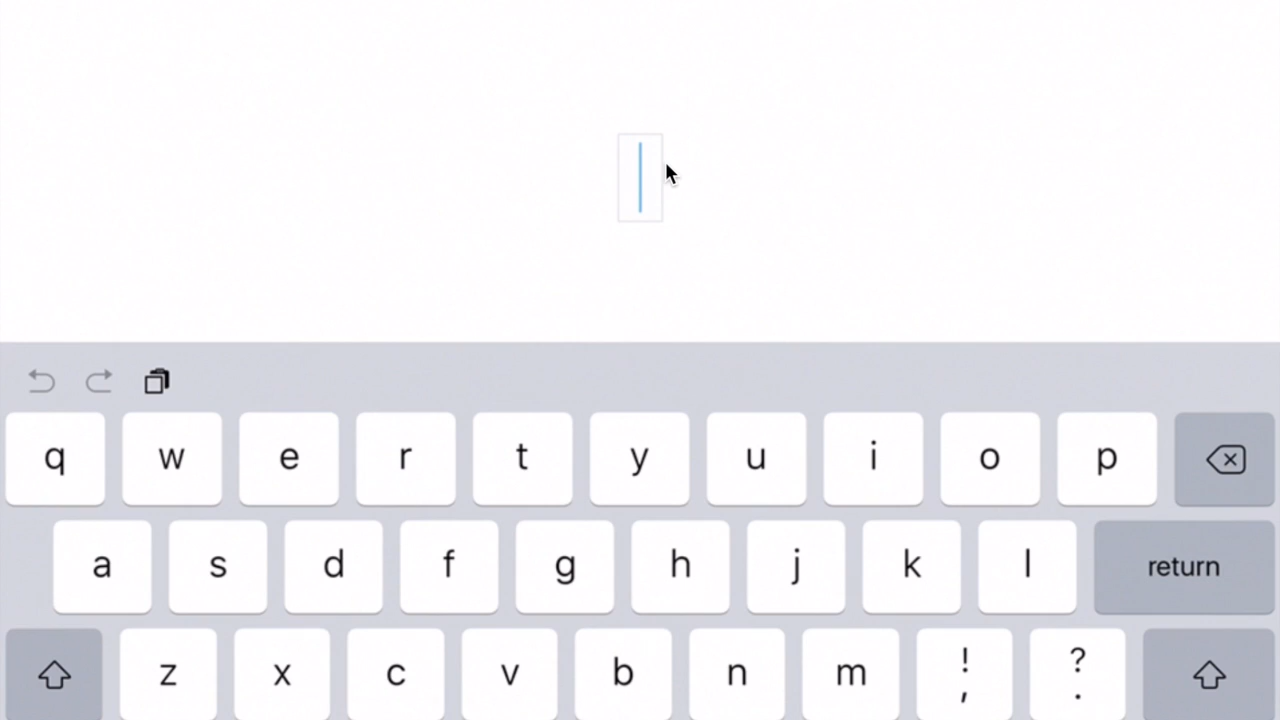 q w e r t y u i o p
a s d f g h j k l return
z x c v b n m ! , ? .